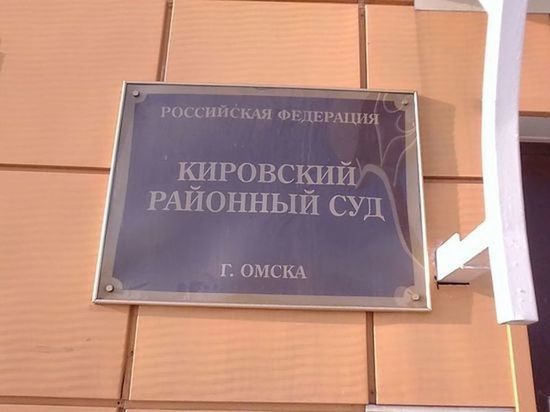 РОССИЙСКАЯ ФЕДЕРАЦИЯ
КИРОВСКИЙ
РАЙОННЫЙ СУД
Г. ОМСКА